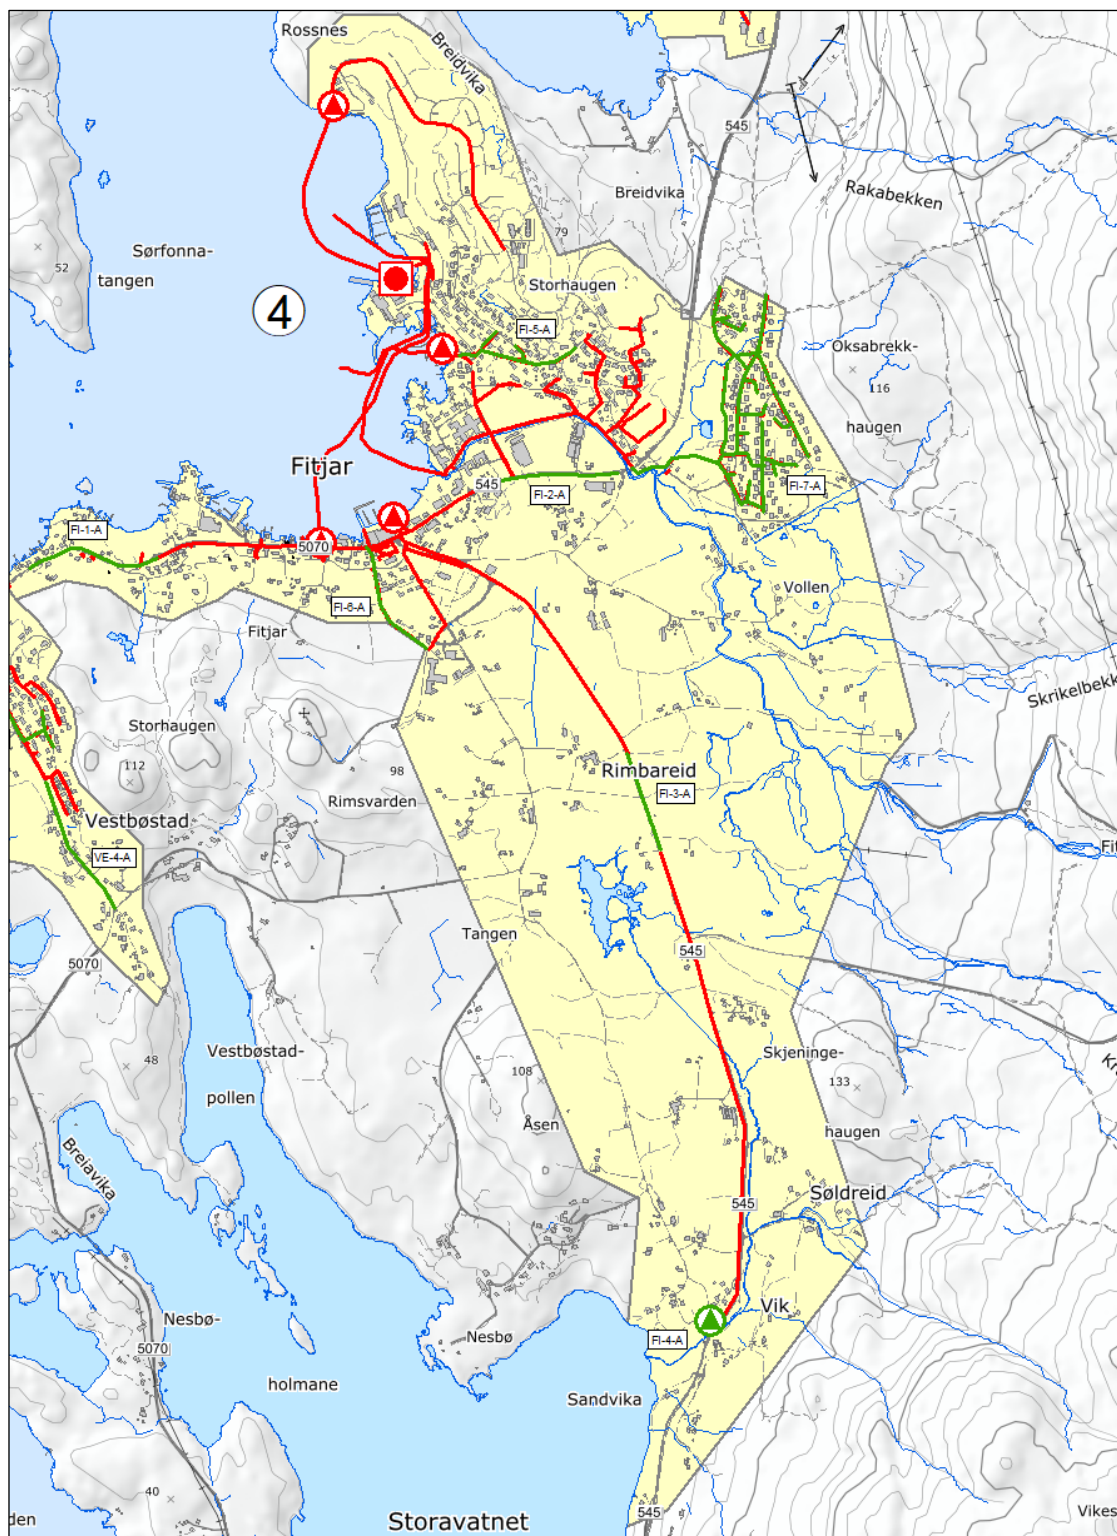 Rossnes
Breidvika
545
Breidvika
Rakabekken
Sørfonna-
tangen
52
79
4
Storhaugen
FI-5-A
Oksabrekk-
116
haugen
Fitjar
545
FI-2-A
FI-7-A
FI-1-A
5070
Vollen
FI-6-A
Fitjar
Skrikelbekk
Storhaugen
112
98
Rimbareid
FI-3-A
Rimsvarden
Vestbøstad
VE-4-A
Fit
Tangen
545
5070
Vestbøstad-
48
pollen
108
Åsen
Skjeninge-
133
haugen
Breiavika
Søldreid
545
Nesbø-
5070
holmane
Nesbø
Vik
FI-4-A
Sandvika
40
545
Vikes
den
Storavatnet